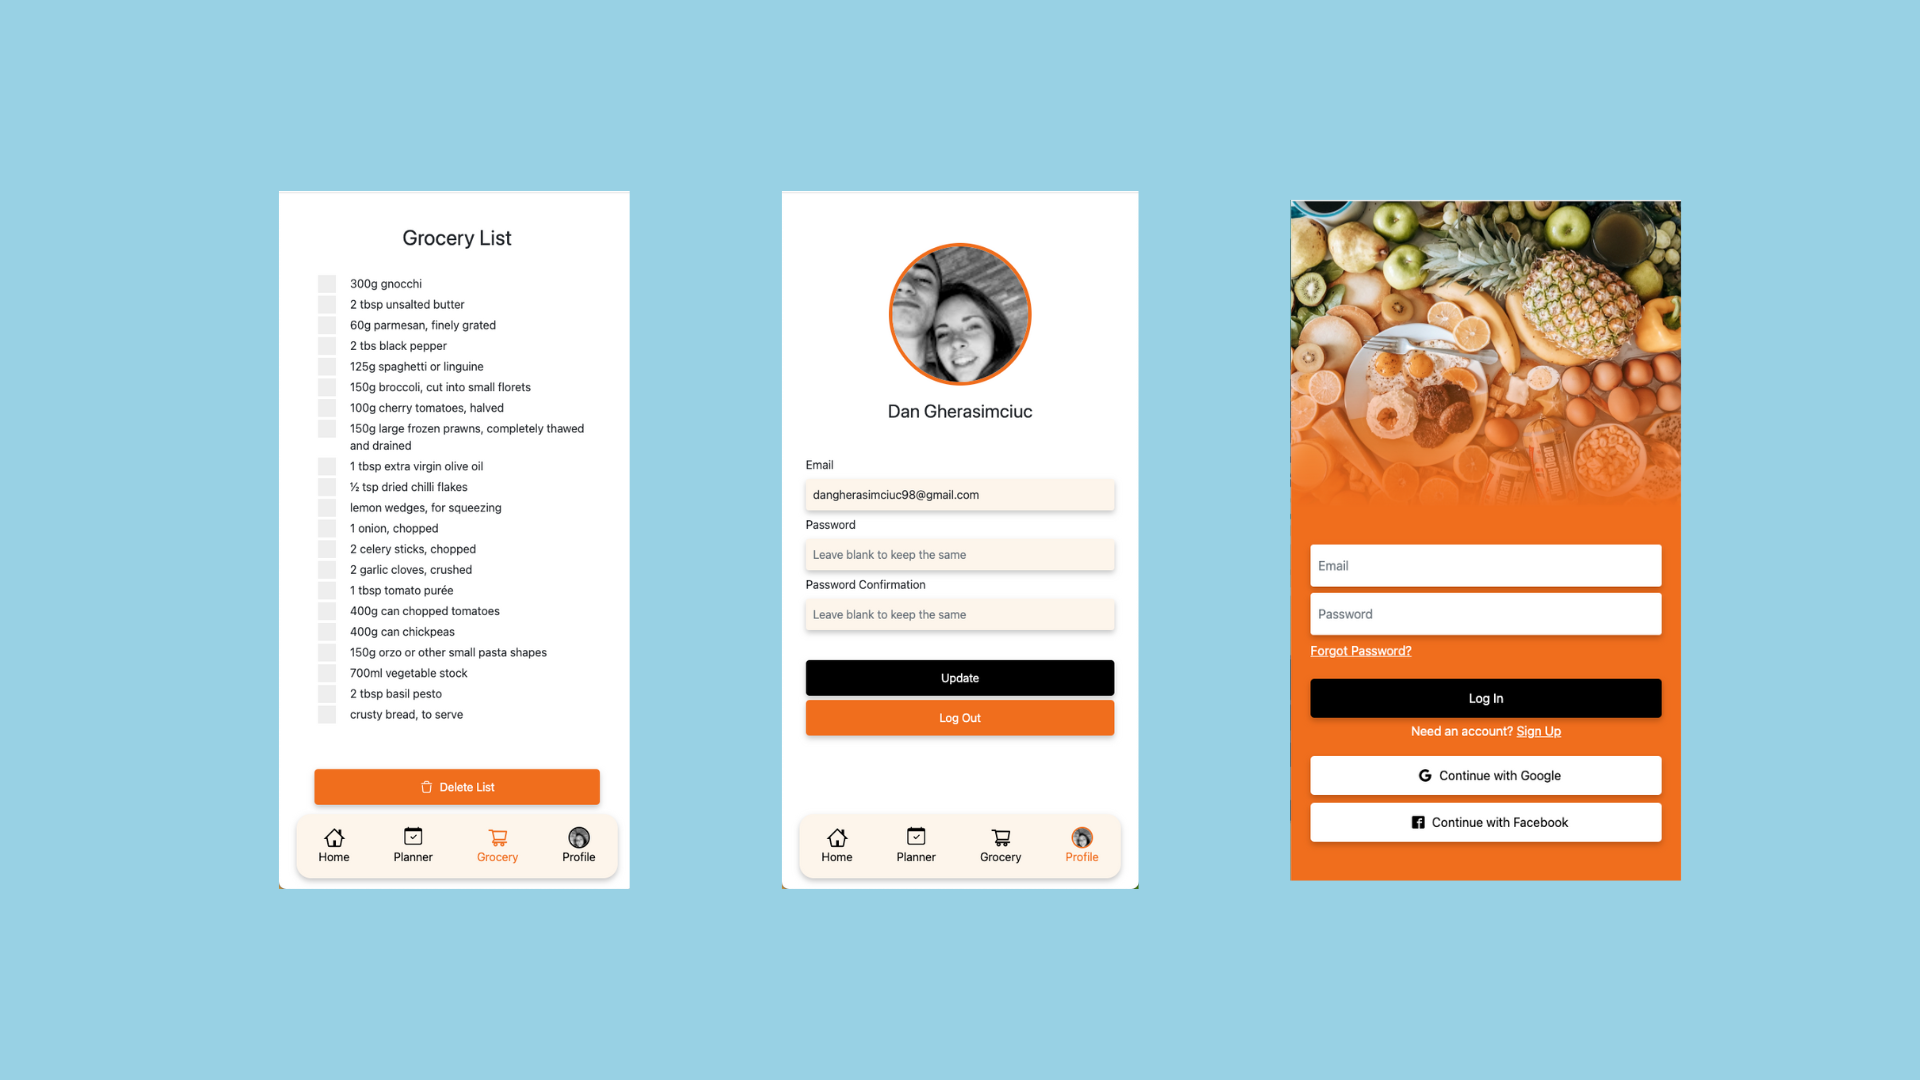 Grocery List
300g gnocchi
2 tbsp unsalted butter
60g parmesan, finely grated
2 tbs black pepper
125g spaghetti or linguine
150g broccoli, cut into small florets
100g cherry tomatoes, halved
150g large frozen prawns, completely thawed
and drained
1 tbsp extra virgin olive oil
½ tsp dried chilli flakes
lemon wedges, for squeezing
1 onion, chopped
2 celery sticks, chopped
2 garlic cloves, crushed
1 tbsp tomato purée
400g can chopped tomatoes
400g can chickpeas
150g orzo or other small pasta shapes
700ml vegetable stock
2 tbsp basil pesto
crusty bread, to serve
Delete List
Home
Planner
Grocery
Profile
Dan Gherasimciuc
Email
dangherasimciuc98@gmail.com
Password
Leave blank to keep the same
Password Confirmation
Leave blank to keep the same
Update
Log Out
Home
Planner
Grocery
Profile
Email
Password
Forgot Password?
Log In
Need an account? Sign Up
Continue with Google
Continue with Facebook